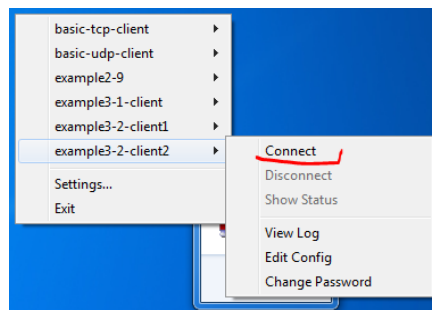 basic-tcp-client
basic-udp-client
example2-9
example3-1-client
example3-2-client1
example3-2-client2
Settings...
Exit
Connect
Disconnect
Show Status
View Log
Edit Config
Change Password